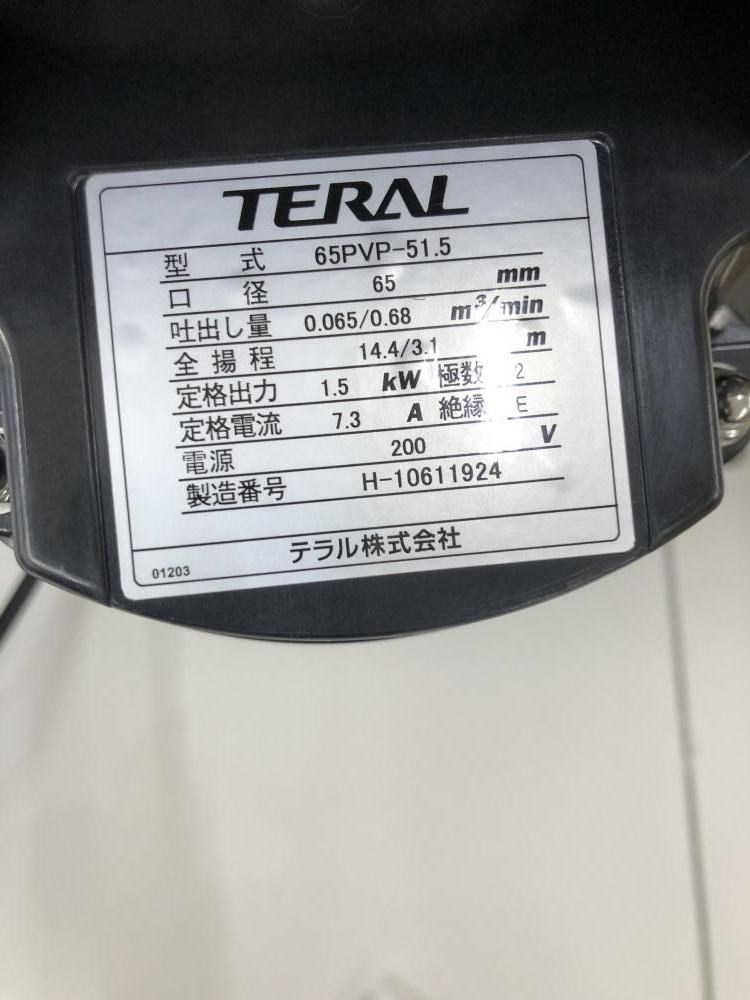 TERAL
型 式 65PVP-51.5
口 径 65 mm
吐出し量 0.065/0.68 m³/min
全揚程 14.4/3.1 m
定格出力 1.5 kW 極数 2
定格電流 7.3 A 絶縁 E
電源 200 V
製造番号 H-10611924
テラル株式会社
01203